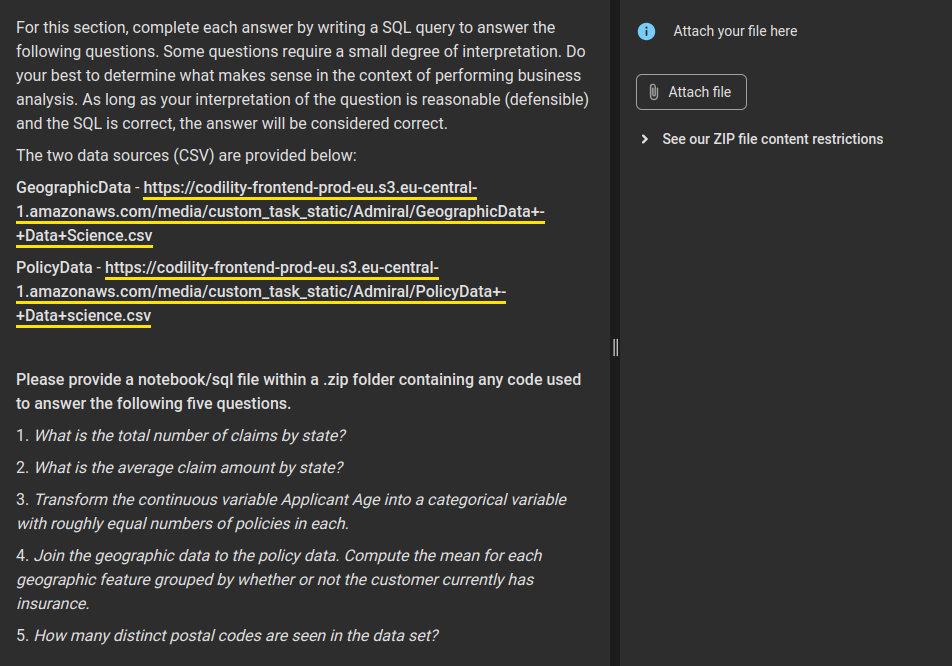 For this section, complete each answer by writing a SQL query to answer the
following questions. Some questions require a small degree of interpretation. Do
your best to determine what makes sense in the context of performing business
analysis. As long as your interpretation of the question is reasonable (defensible)
and the SQL is correct, the answer will be considered correct.
The two data sources (CSV) are provided below:
GeographicData - https://codility-frontend-prod-eu.s3.eu-central-
1.amazonaws.com/media/custom_task_static/Admiral/GeographicData+-
+Data+Science.csv
PolicyData - https://codility-frontend-prod-eu.s3.eu-central-
1.amazonaws.com/media/custom_task_static/Admiral/PolicyData+-
+Data+science.csv
Please provide a notebook/sql file within a .zip folder containing any code used
to answer the following five questions.
1. What is the total number of claims by state?
2. What is the average claim amount by state?
3. Transform the continuous variable Applicant Age into a categorical variable
with roughly equal numbers of policies in each.
4. Join the geographic data to the policy data. Compute the mean for each
geographic feature grouped by whether or not the customer currently has
insurance.
5. How many distinct postal codes are seen in the data set?
Attach your file here
Attach file
See our ZIP file content restrictions